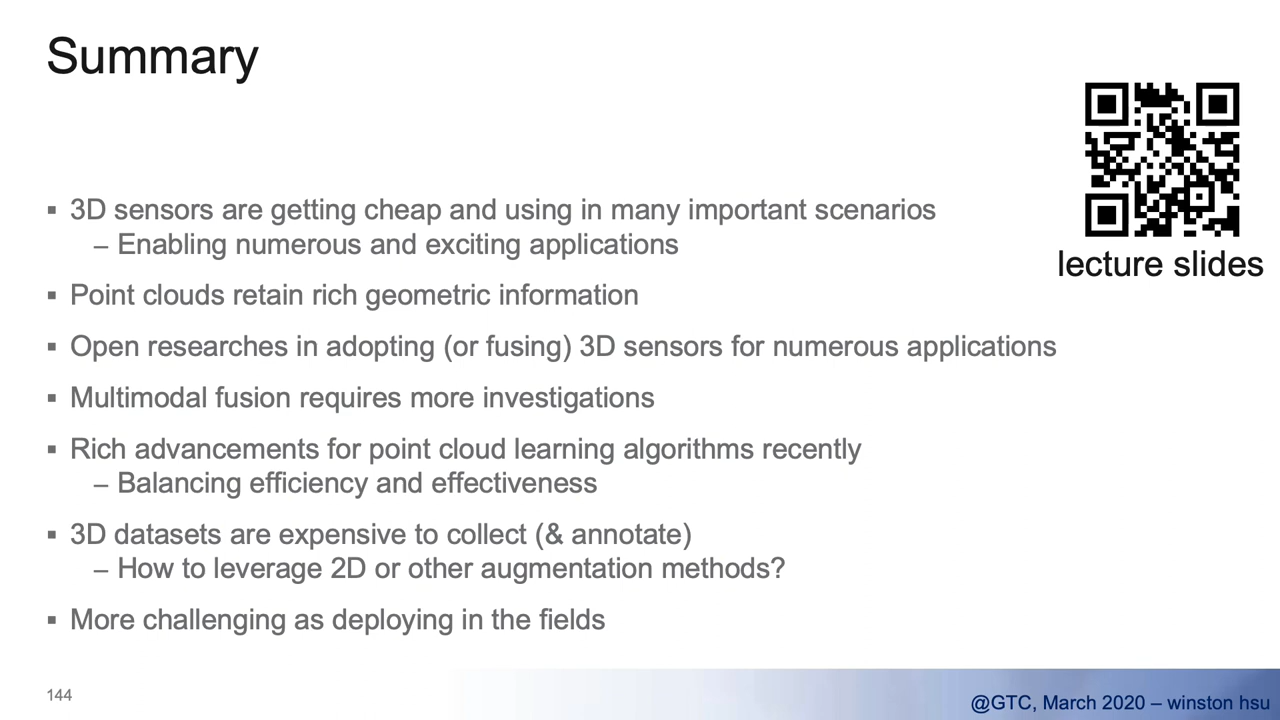 Summary
▪ 3D sensors are getting cheap and using in many important scenarios
– Enabling numerous and exciting applications
▪ Point clouds retain rich geometric information
▪ Open researches in adopting (or fusing) 3D sensors for numerous applications
▪ Multimodal fusion requires more investigations
▪ Rich advancements for point cloud learning algorithms recently
– Balancing efficiency and effectiveness
▪ 3D datasets are expensive to collect (& annotate)
– How to leverage 2D or other augmentation methods?
▪ More challenging as deploying in the fields
lecture slides
144
@GTC, March 2020 – winston hsu